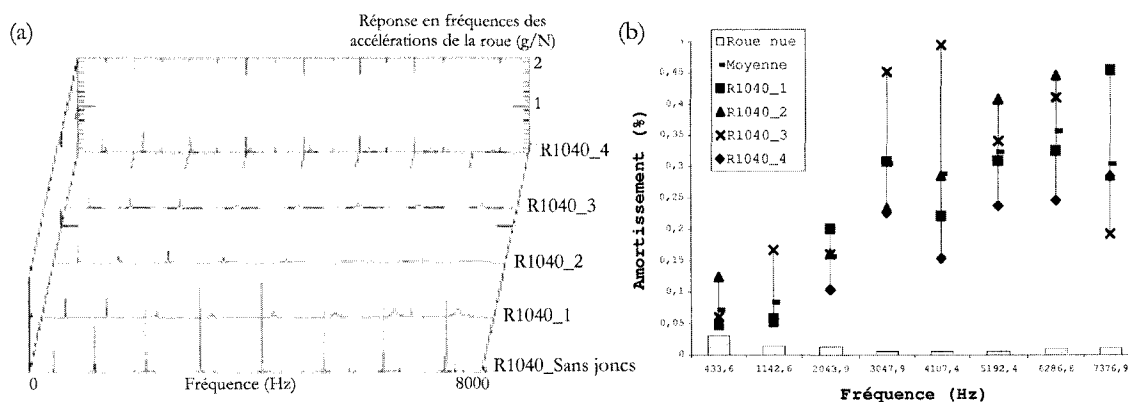 (a)
Réponse en fréquences des
accélérations de la roue (g/N)
2
1
R1040_4
R1040_3
R1040_2
R1040_1
R1040_Sans joncs
0
Fréquence (Hz)
8000
(b)
Roue nue
Moyenne
R1040_1
R1040_2
R1040_3
R1040_4
Amortissement (%)
0,45
0,4
0,35
0,3
0,25
0,2
0,15
0,1
0,05
0
433,6
1142,6
2043,9
3047,9
4107,4
5192,4
6286,6
7376,9
Fréquence (Hz)